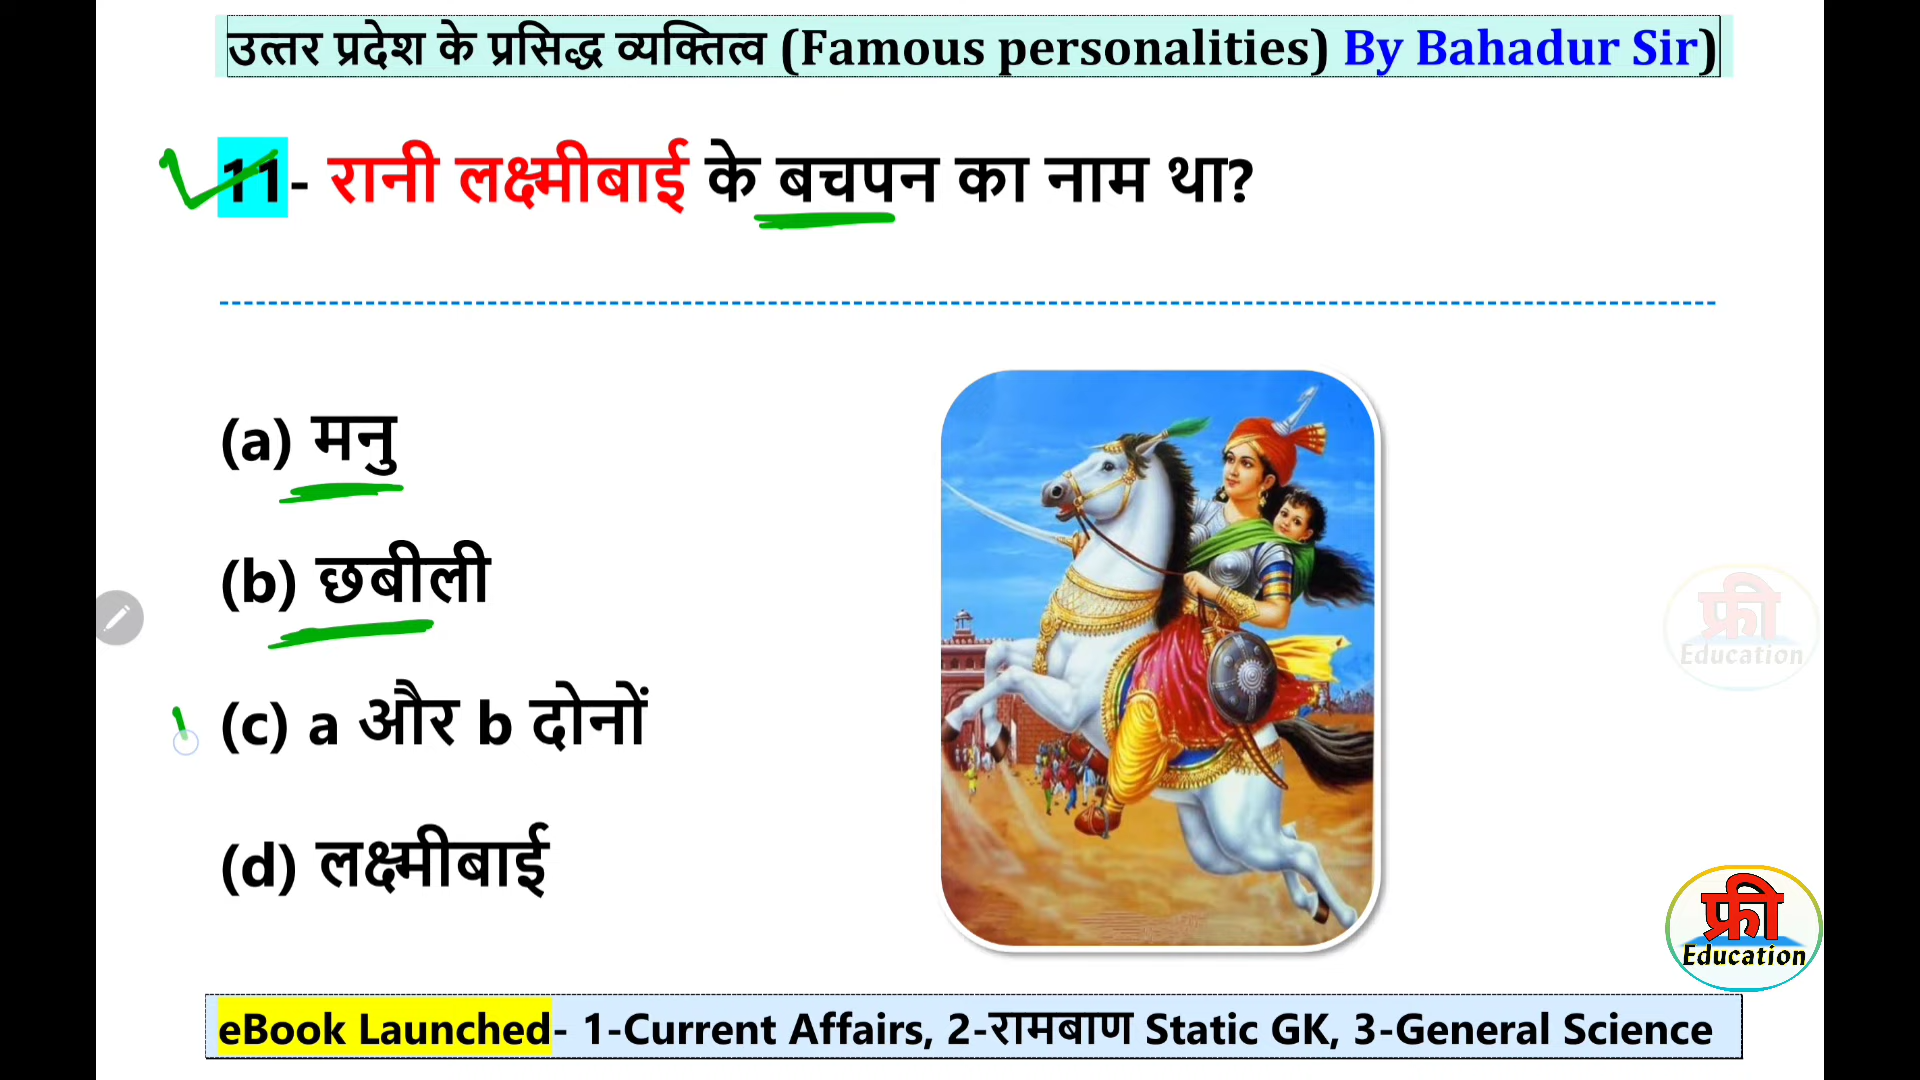 उत्तर प्रदेश के प्रसिद्ध व्यक्तित्व (Famous personalities) By Bahadur Sir)
11- रानी लक्ष्मीबाई के बचपन का नाम था?
(a) मनु
(b) छबीली
(c) a और b दोनों
(d) लक्ष्मीबाई
फ्री
Education
फ्री
Education
eBook Launched- 1-Current Affairs, 2-रामबाण Static GK, 3-General Science